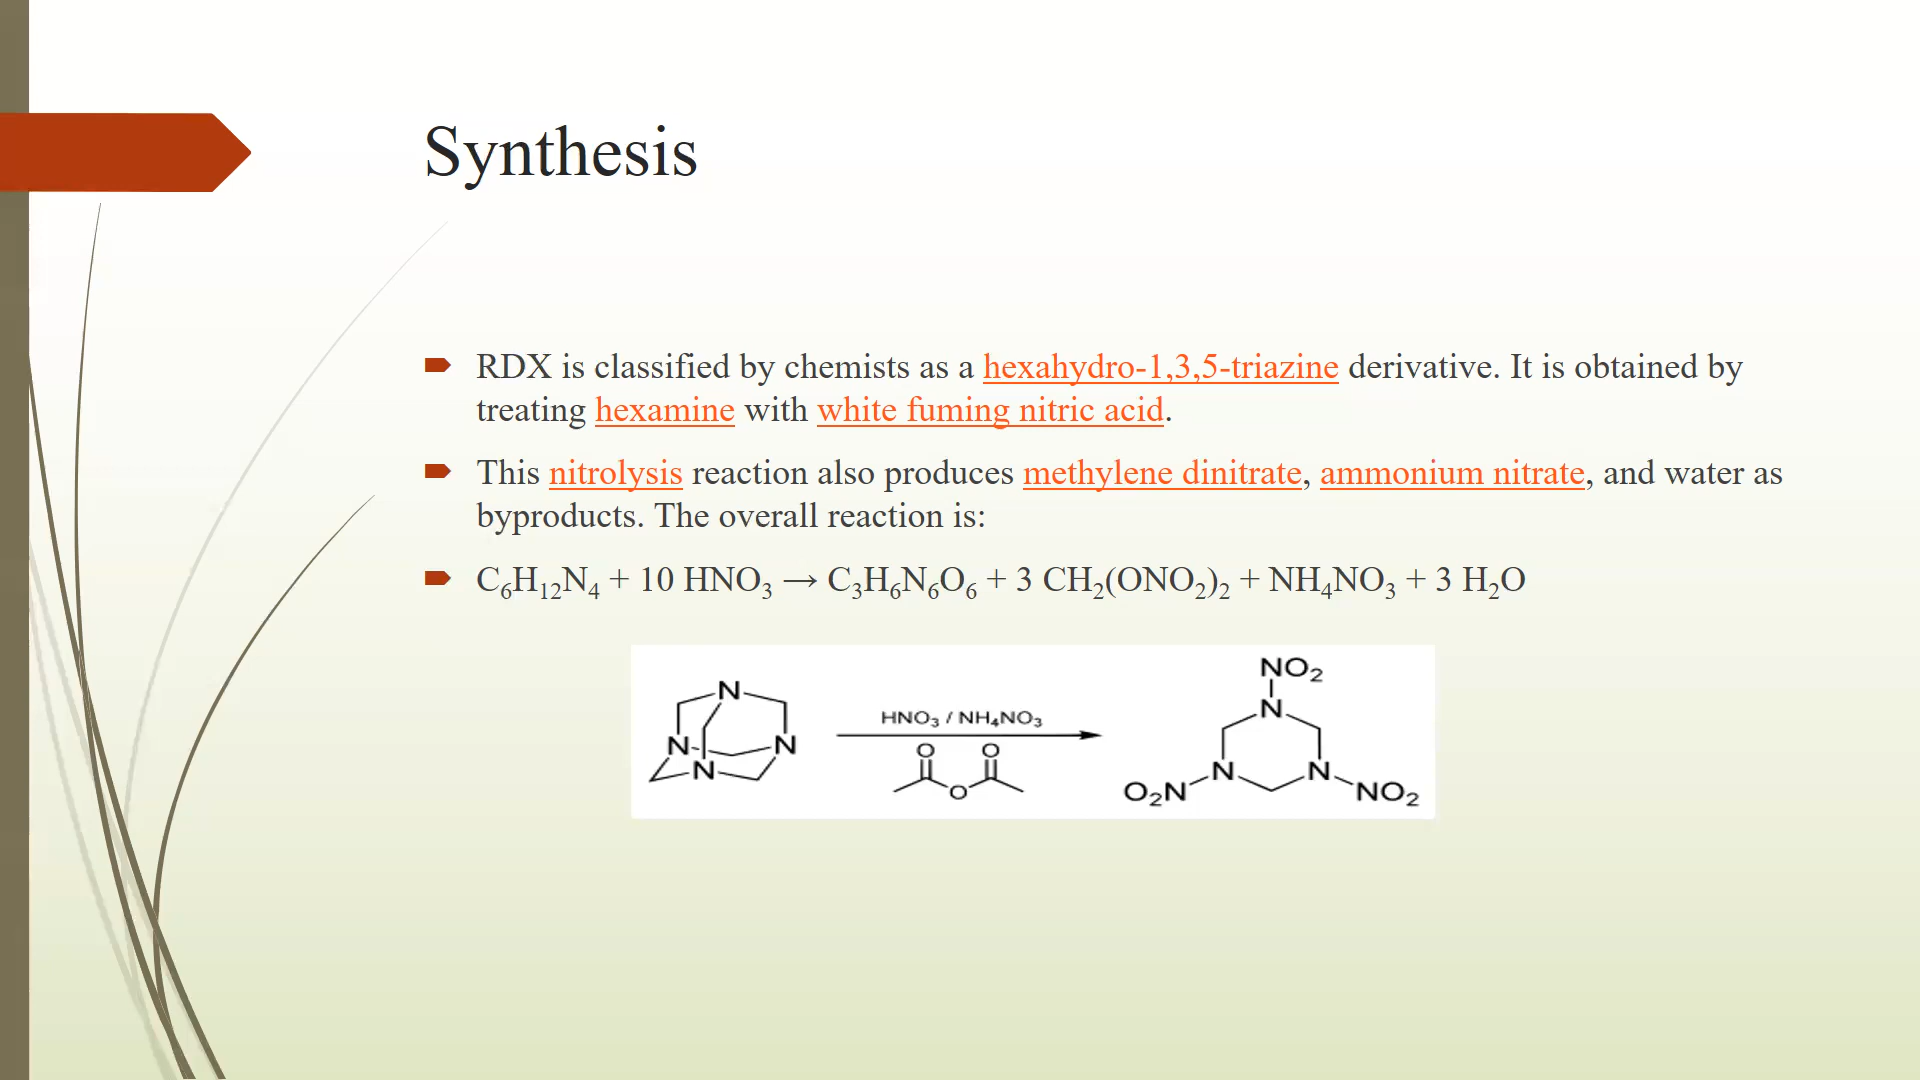 Synthesis
RDX is classified by chemists as a hexahydro-1,3,5-triazine derivative. It is obtained by
treating hexamine with white fuming nitric acid.
This nitrolysis reaction also produces methylene dinitrate, ammonium nitrate, and water as
byproducts. The overall reaction is:
C₆H₁₂N₄ + 10 HNO₃ → C₃H₆N₆O₆ + 3 CH₂(ONO₂)₂ + NH₄NO₃ + 3 H₂O
NO₂
N
N
HNO₃ / NH₄NO₃
N
N
N
O
O
O
N
N
O₂N
NO₂